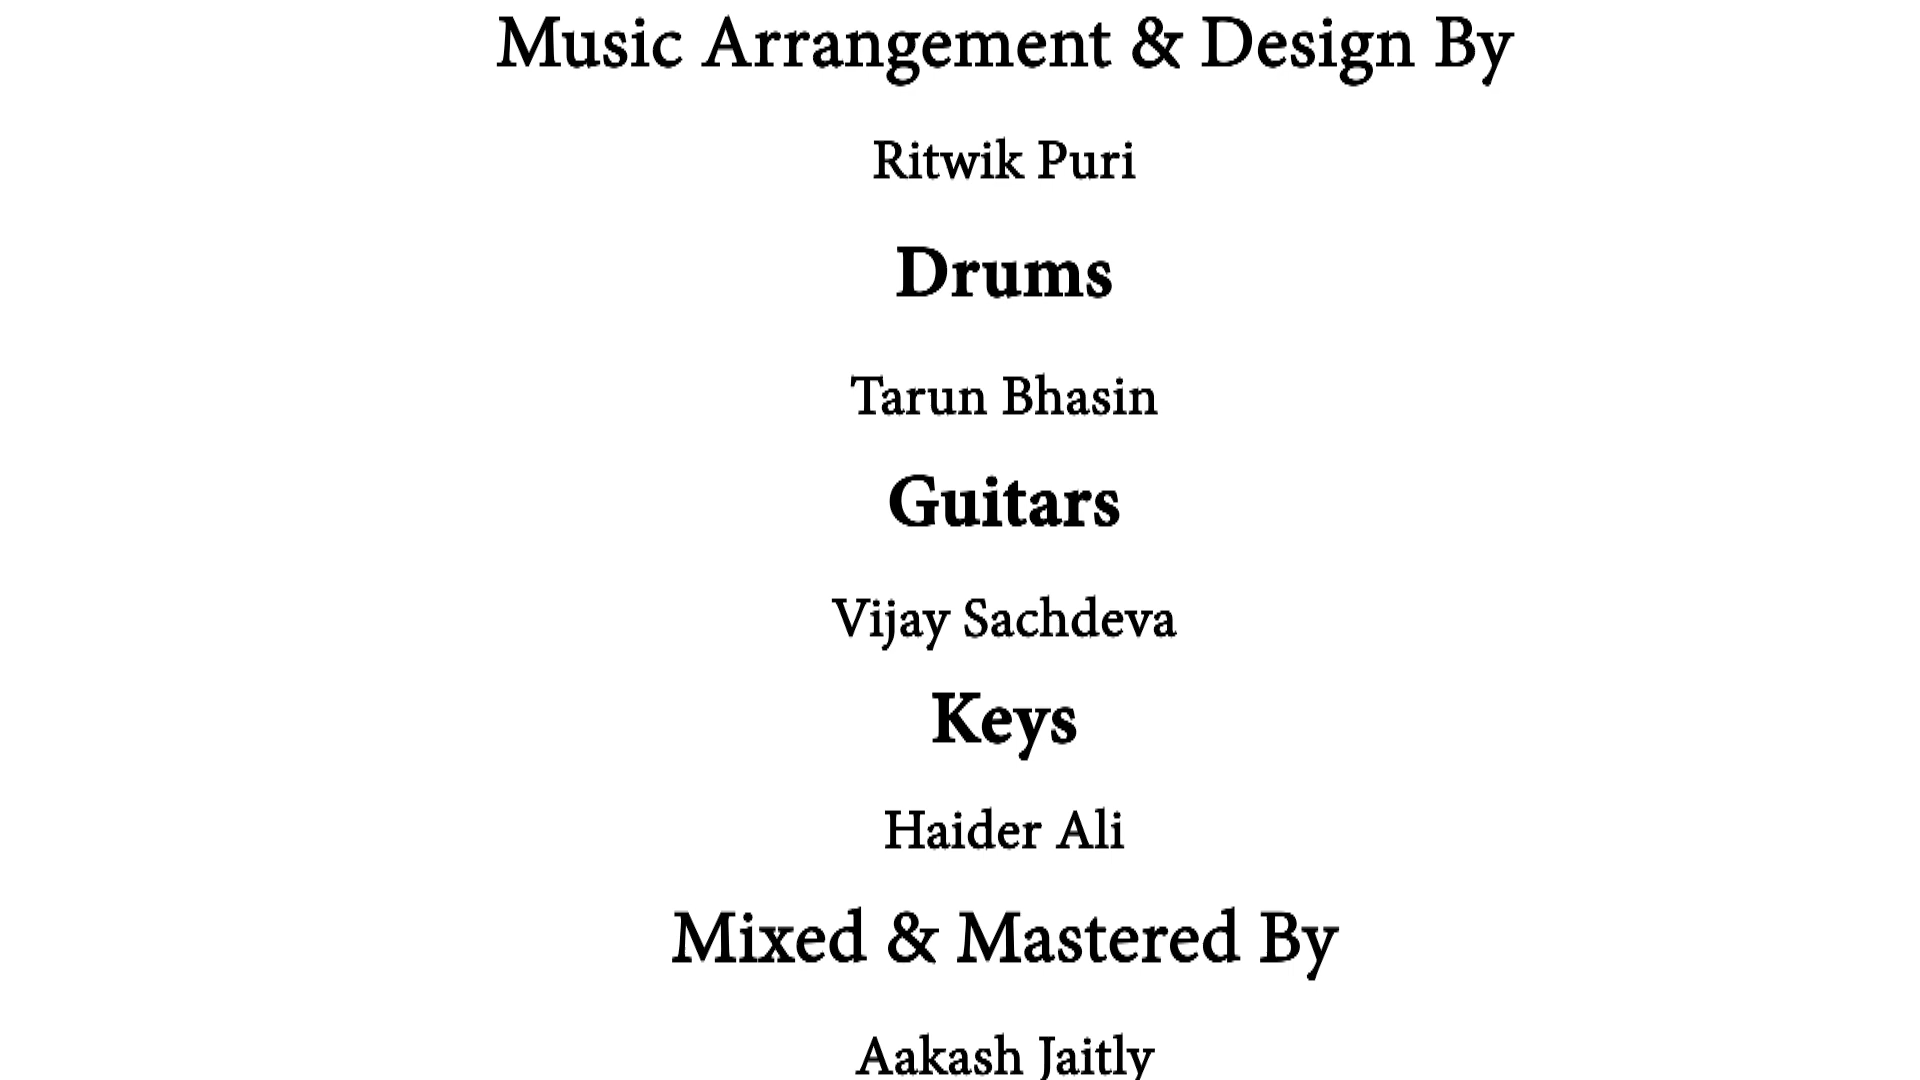 Music Arrangement & Design By
Ritwik Puri
Drums
Tarun Bhasin
Guitars
Vijay Sachdeva
Keys
Haider Ali
Mixed & Mastered By
Aakash Jaitly